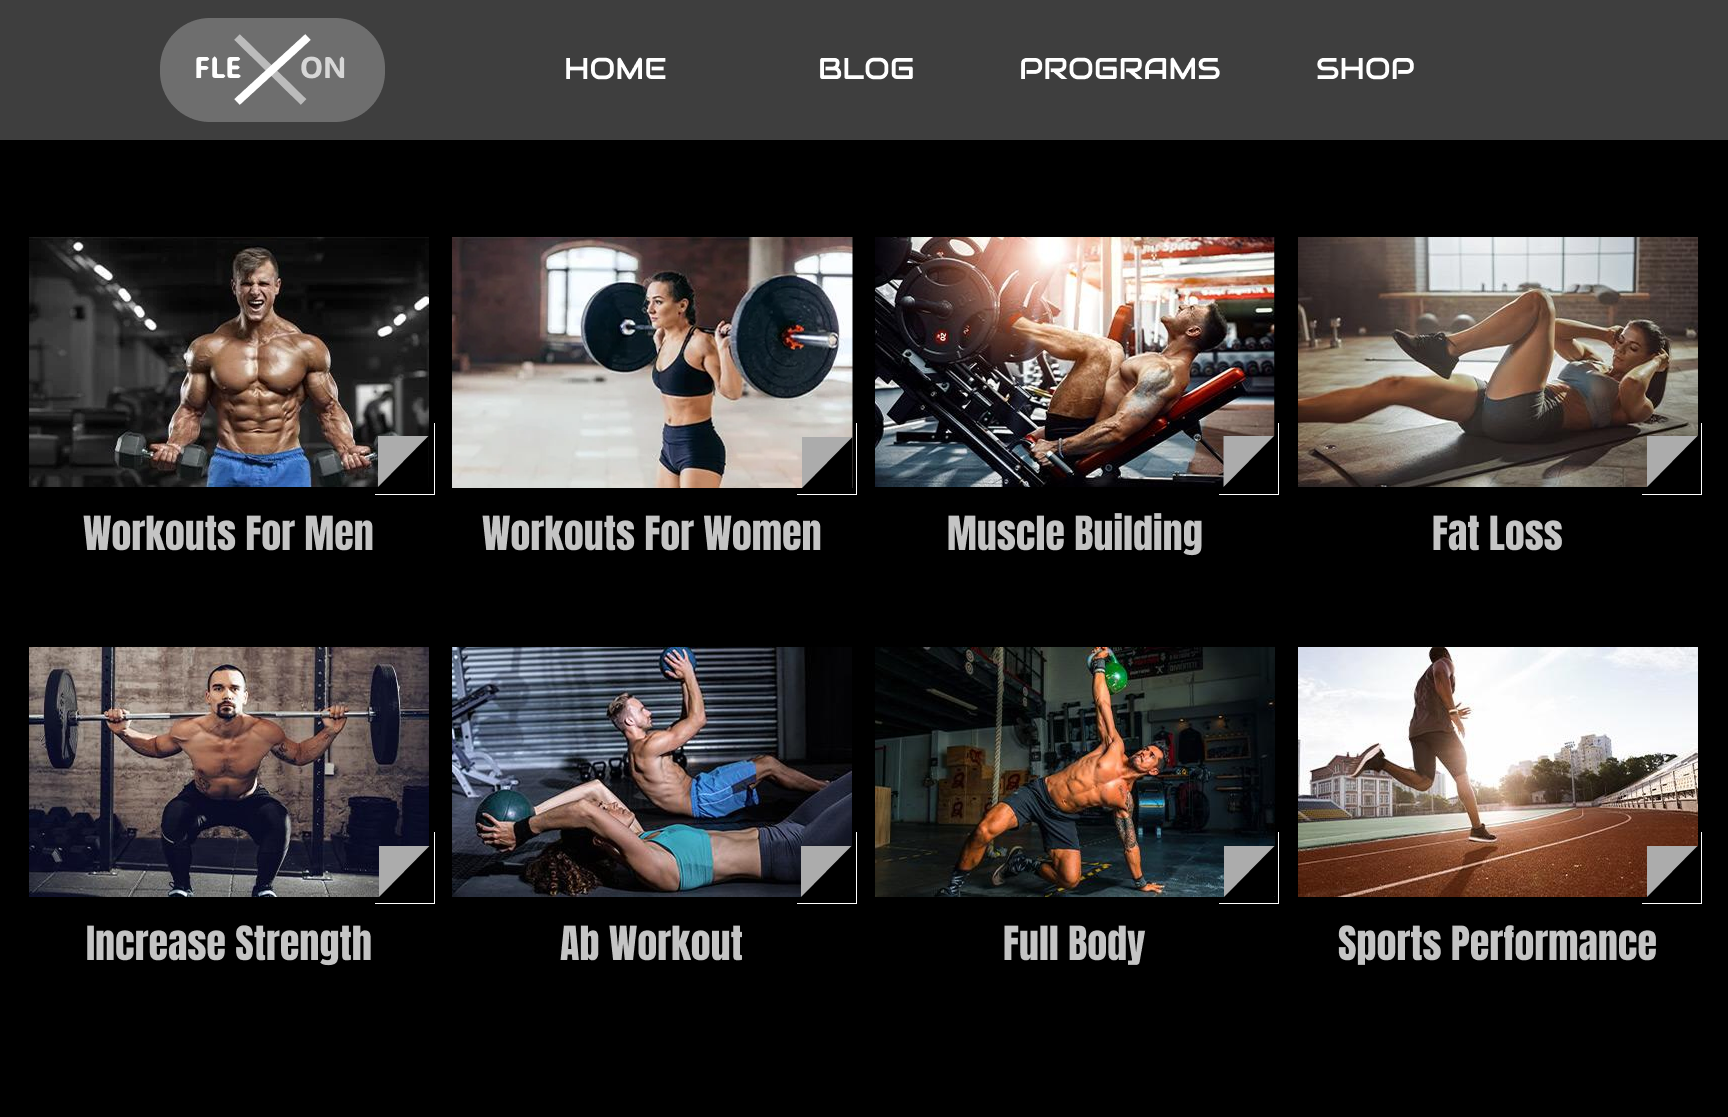 FLEXON
HOME
BLOG
PROGRAMS
SHOP
Space
Workouts For Men
Workouts For Women
Muscle Building
Fat Loss
Increase Strength
Ab Workout
Full Body
Sports Performance